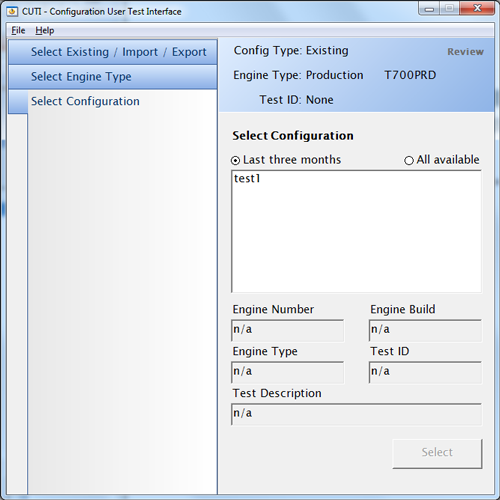 CUTI - Configuration User Test Interface
File Help
Select Existing / Import / Export
Select Engine Type
Select Configuration
Config Type: Existing
Review
Engine Type: Production T700PRD
Test ID: None
Select Configuration
Last three months
All available
test1
Engine Number
Engine Build
n/a
n/a
Engine Type
Test ID
n/a
n/a
Test Description
n/a
Select